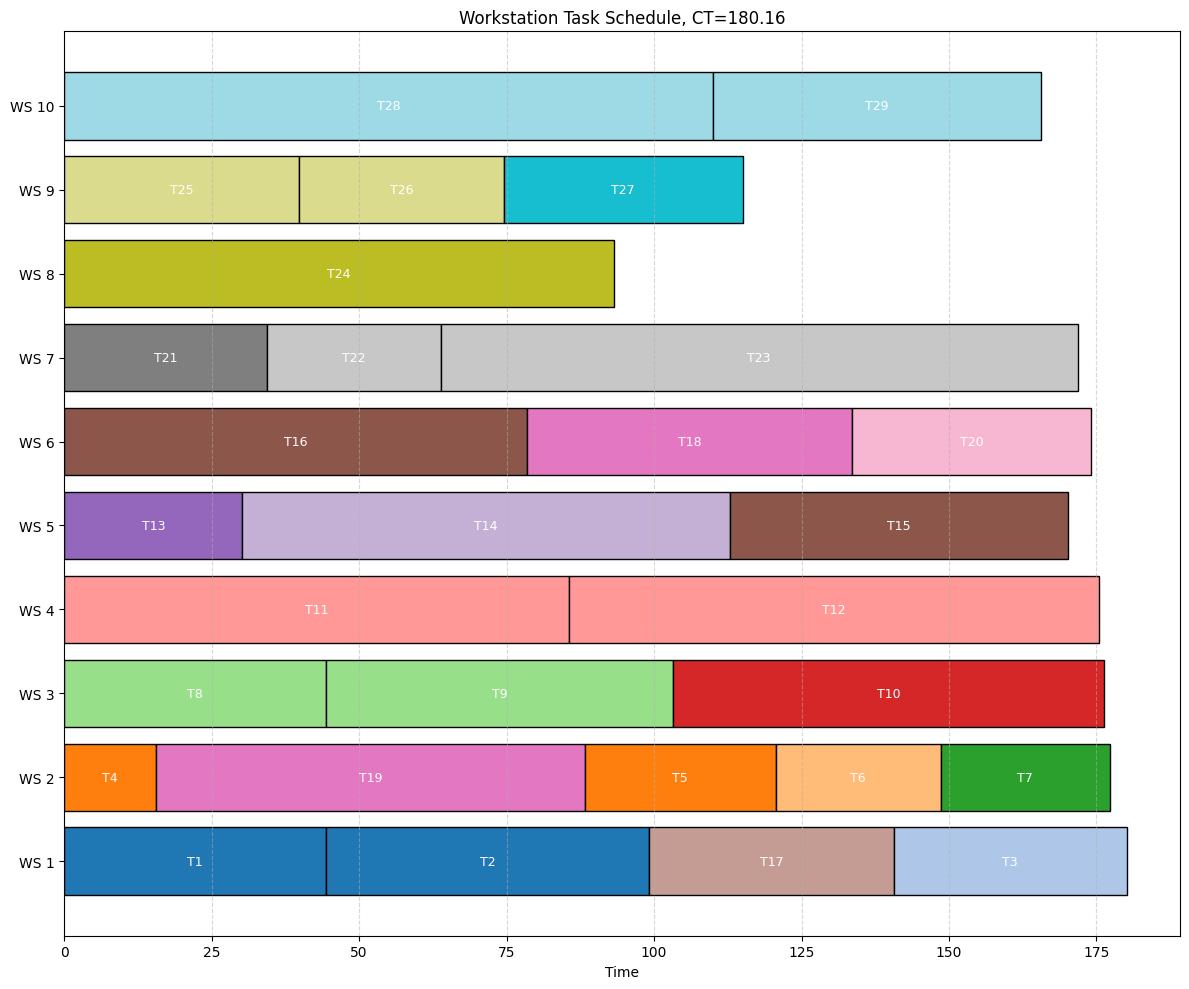 Workstation Task Schedule, CT=180.16
WS 10 T28 T29
WS 9 T25 T26 T27
WS 8 T24
WS 7 T21 T22 T23
WS 6 T16 T18 T20
WS 5 T13 T14 T15
WS 4 T11 T12
WS 3 T8 T9 T10
WS 2 T4 T19 T5 T6 T7
WS 1 T1 T2 T17 T3
0 25 50 75 100 125 150 175
Time